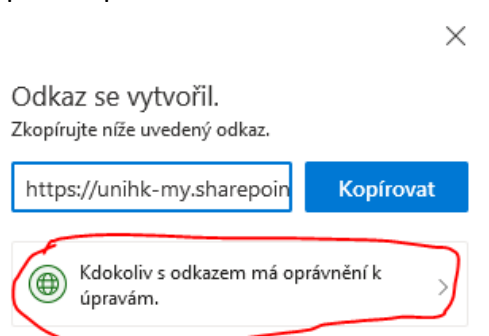 Odkaz se vytvořil.
Zkopírujte níže uvedený odkaz.
https://unihk-my.sharepoin
Kopírovat
Kdokoliv s odkazem má oprávnění k
úpravám.